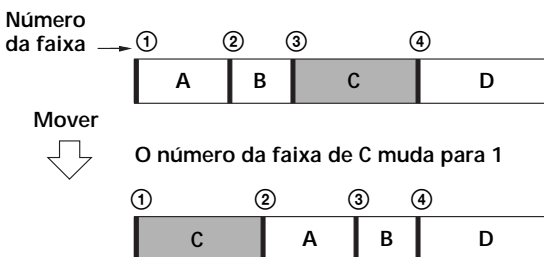 Número
da faixa ① ② ③ ④
A B C D
Mover
O número da faixa de C muda para 1
① ② ③ ④
C A B D